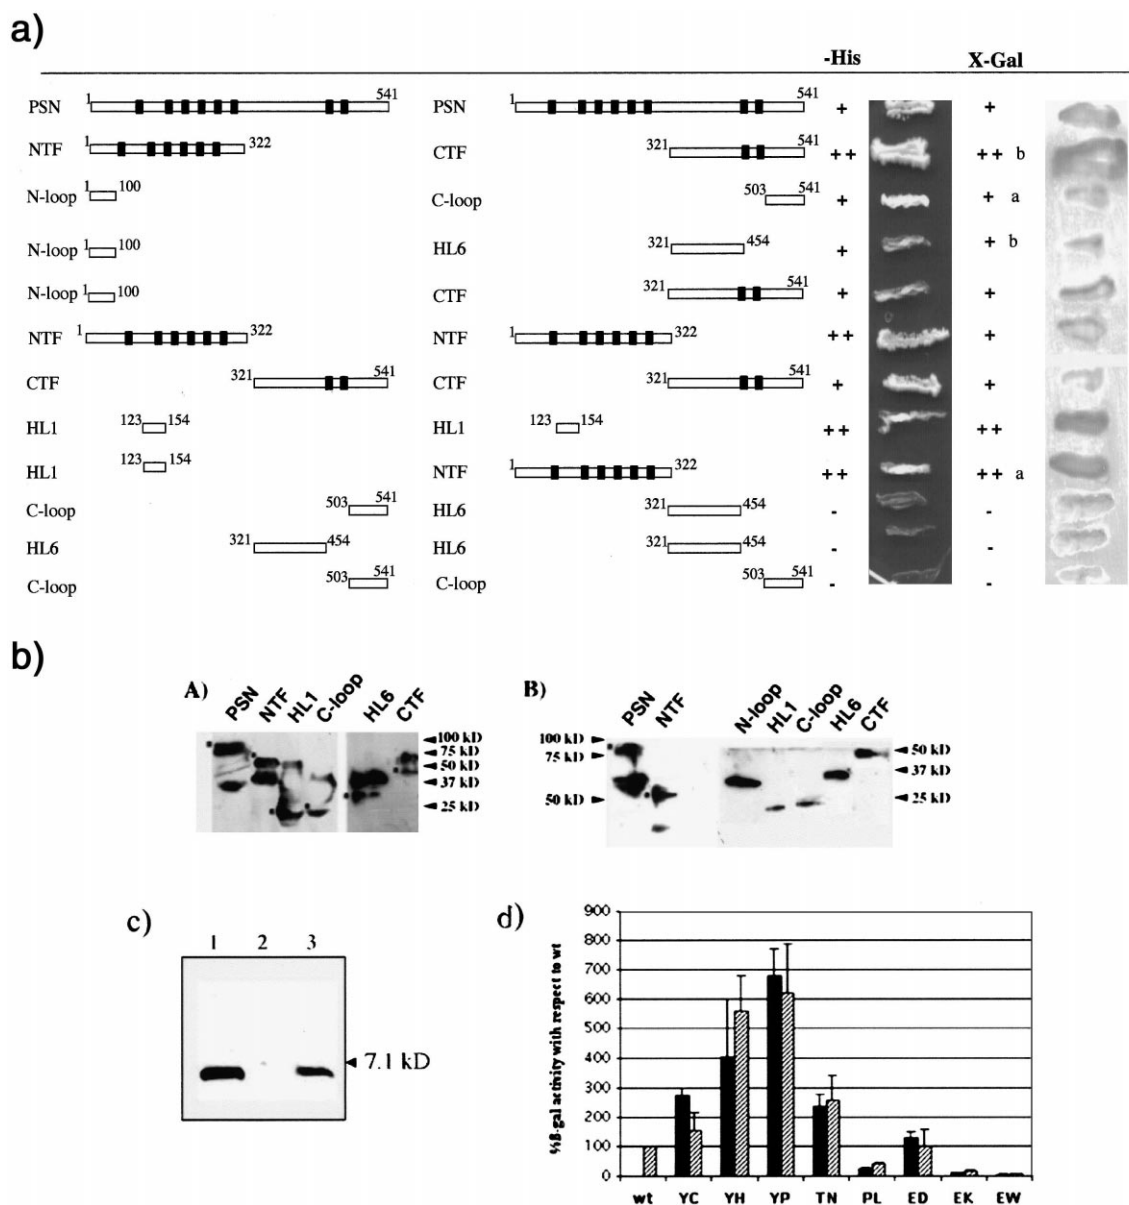 a)
-His X-Gal
PSN 1 541 PSN 1 541 + +
NTF 1 322 CTF 321 541 ++ ++ b
N-loop 1 100 C-loop 503 541 + + a
N-loop 1 100 HL6 321 454 + + b
N-loop 1 100 CTF 321 541 + +
NTF 1 322 NTF 1 322 ++ +
CTF 321 541 CTF 321 541 + +
HL1 123 154 HL1 123 154 ++ ++
HL1 123 154 NTF 1 322 ++ ++ a
C-loop 503 541 HL6 321 454 - -
HL6 321 454 HL6 321 454 - -
C-loop 503 541 C-loop 503 541 - -
b)
A) PSN NTF HL1 C-loop HL6 CTF
100 kD
75 kD
50 kD
37 kD
25 kD
B) PSN NTF N-loop HL1 C-loop HL6 CTF
100 kD
75 kD
50 kD
50 kD
37 kD
25 kD
c)
1 2 3
7.1 kD
d)
%β-gal activity with respect to wt
900
800
700
600
500
400
300
200
100
0
wt YC YH YP TN PL ED EK EW